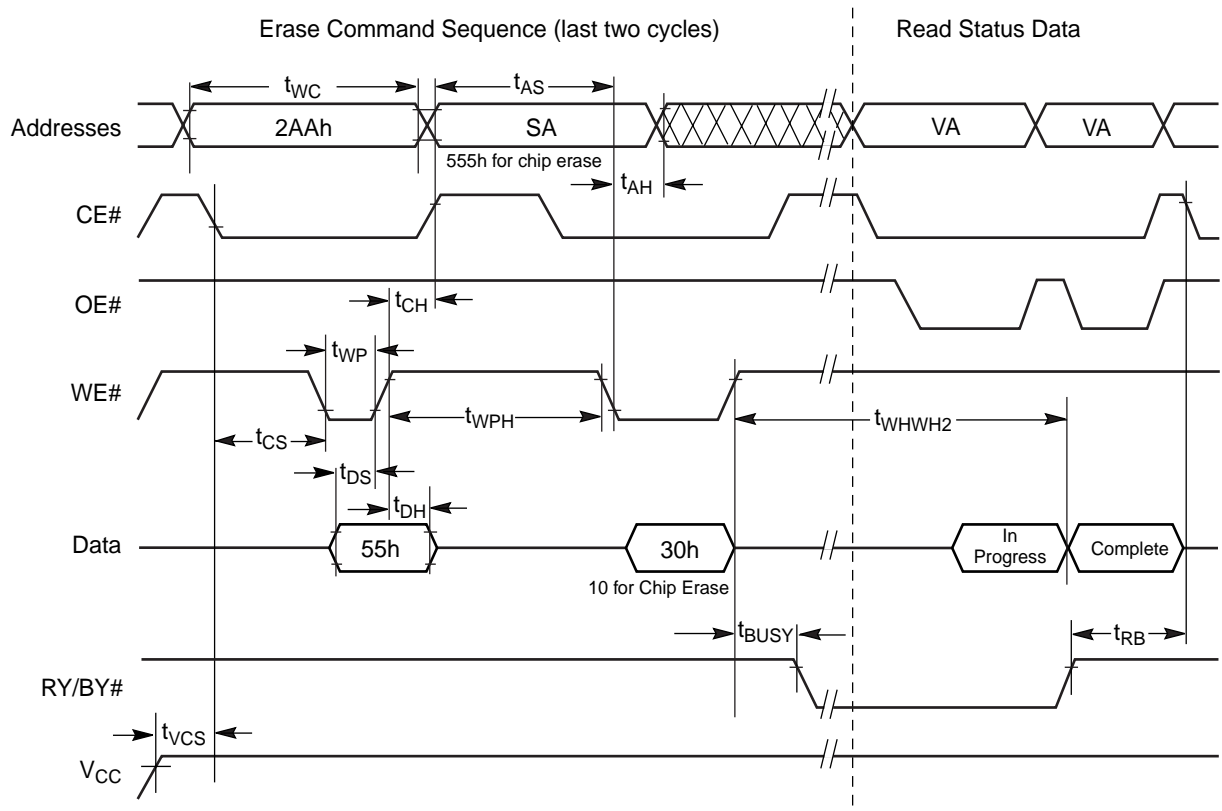 Erase Command Sequence (last two cycles)
Read Status Data
tWC
tAS
Addresses
2AAh
SA
VA
VA
555h for chip erase
tAH
CE#
OE#
tCH
tWP
WE#
tWPH
tWHWH2
tCS
tDS
tDH
Data
55h
30h
In
Progress
Complete
10 for Chip Erase
tBUSY
tRB
RY/BY#
tVCS
VCC